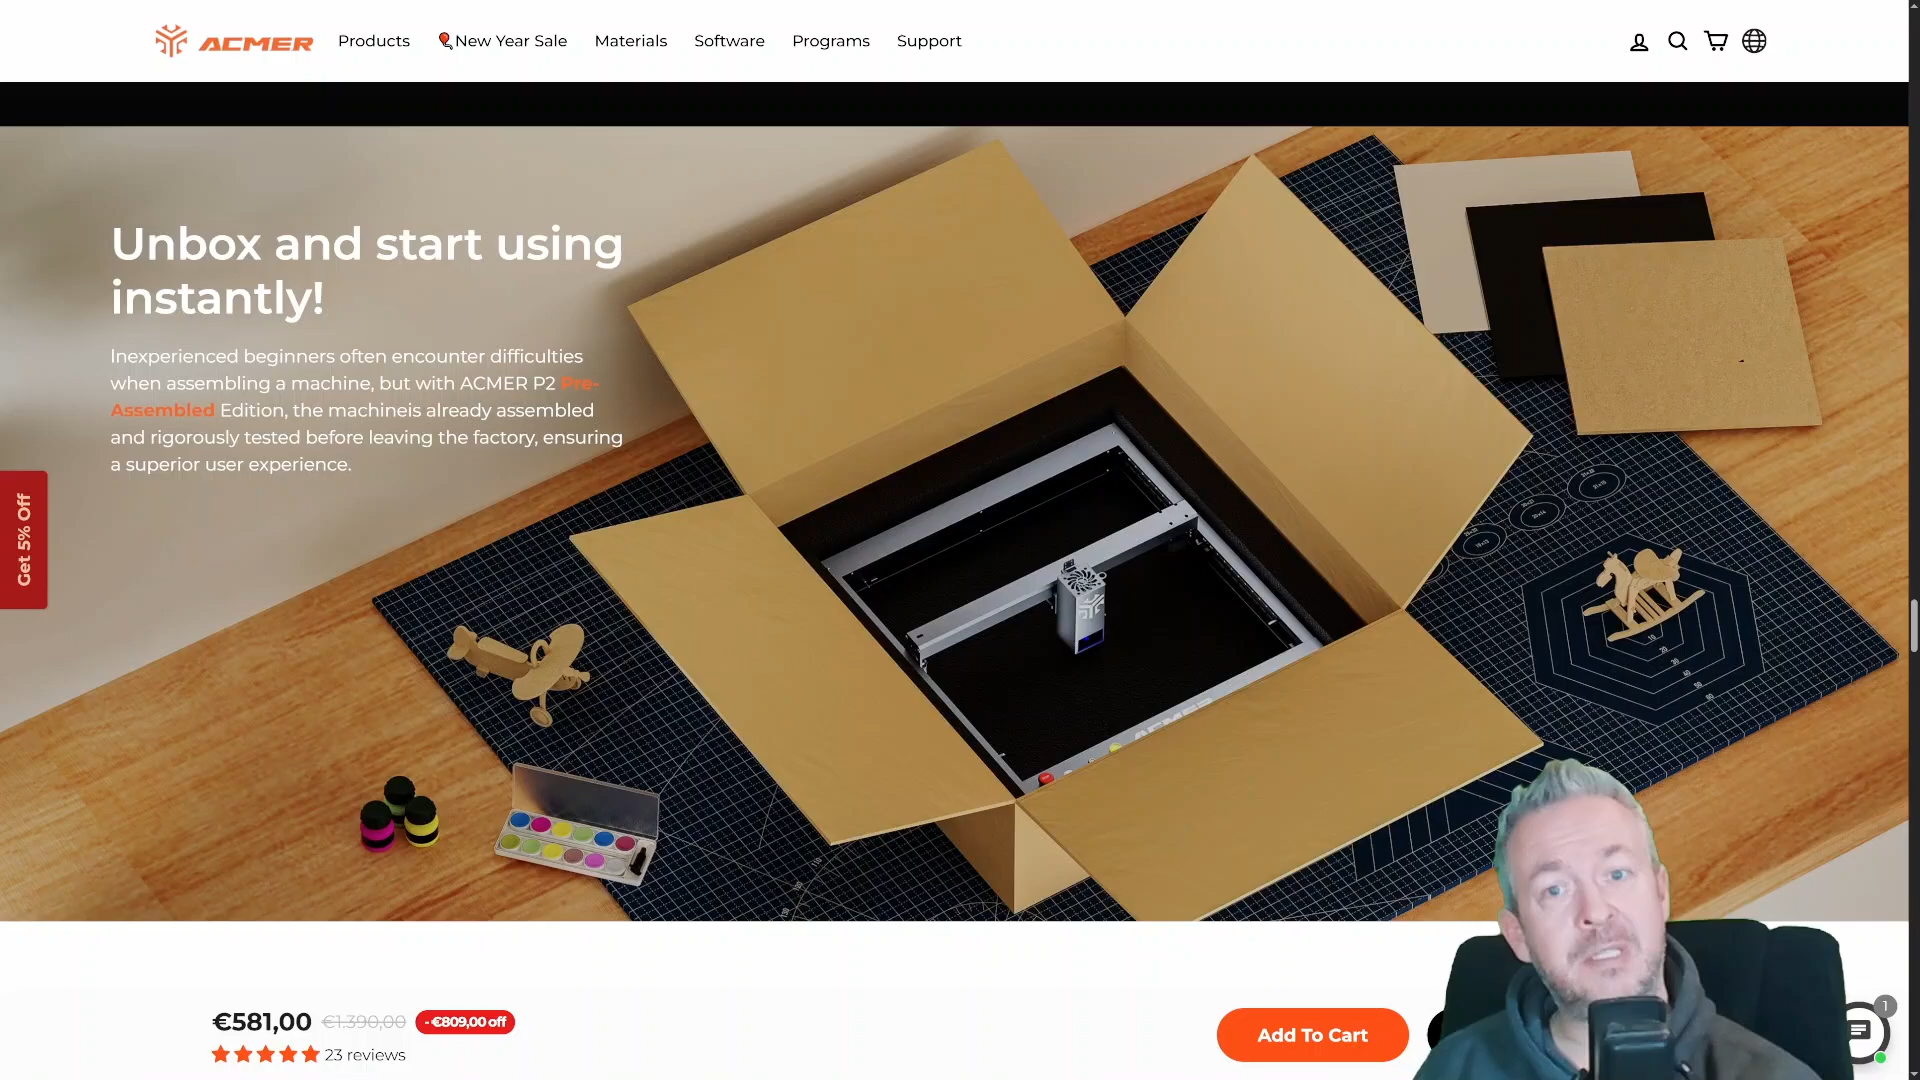 ACMER
Products
New Year Sale
Materials
Software
Programs
Support
Unbox and start using
instantly!
Inexperienced beginners often encounter difficulties
when assembling a machine, but with ACMER P2 Pre-
Assembled Edition, the machineis already assembled
and rigorously tested before leaving the factory, ensuring
a superior user experience.
Get 5% Off
ACMER
€581,00 €1.390,00 - €809,00 off
23 reviews
Add To Cart
1